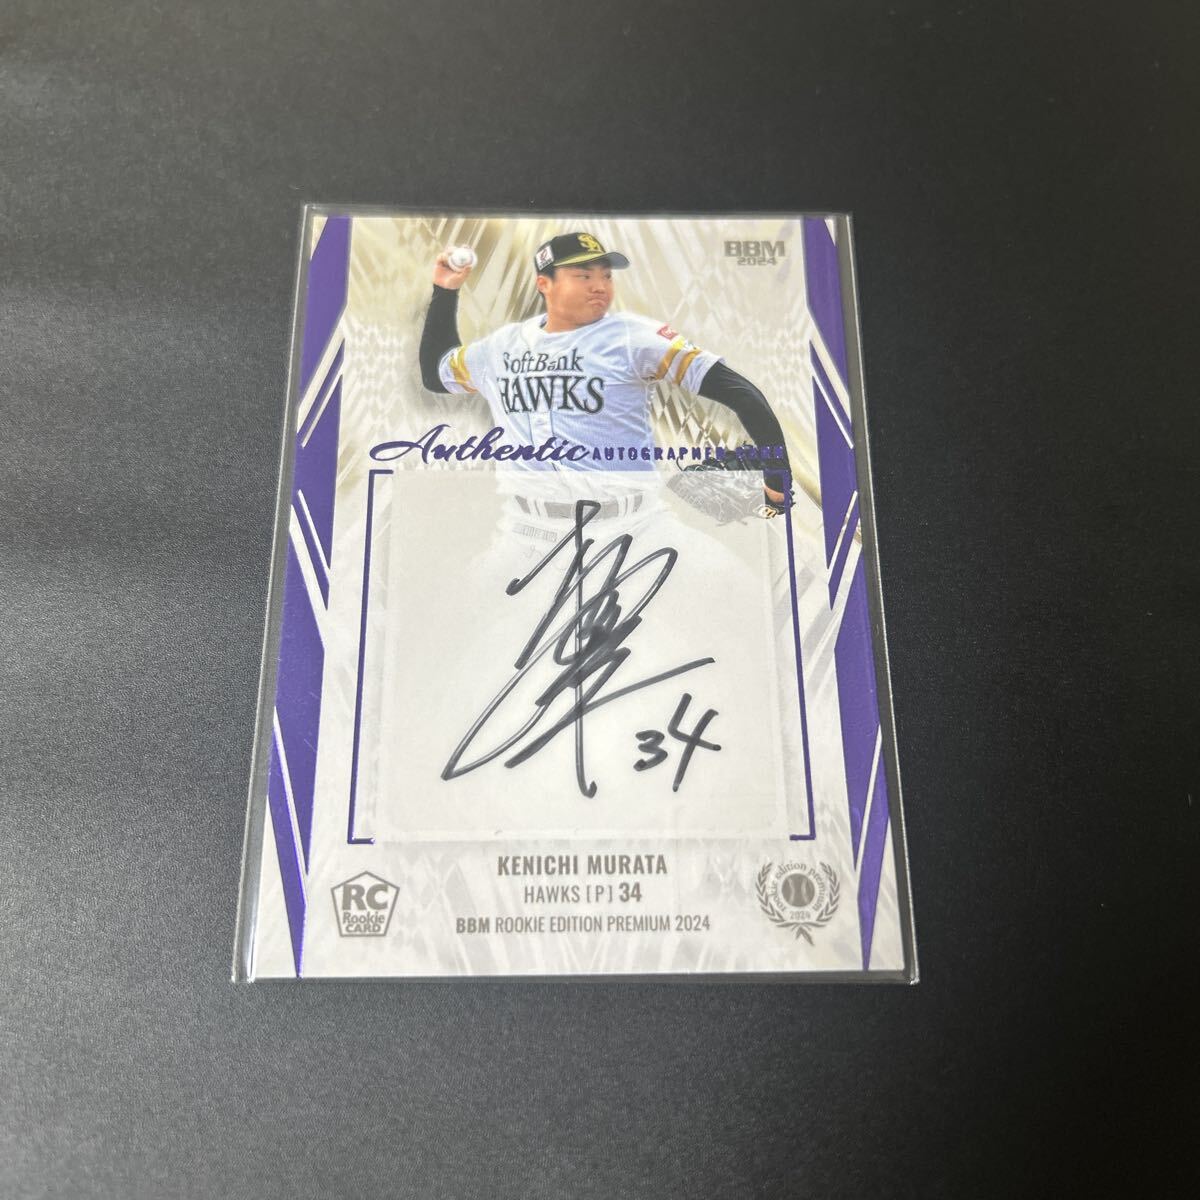 BBM
2024
SoftBank
HAWKS
Authentic AUTOGRAPHED CARD
34
KENICHI MURATA
HAWKS [P] 34
BBM ROOKIE EDITION PREMIUM 2024
RC
Rookie
CARD
rookie edition premium
2024